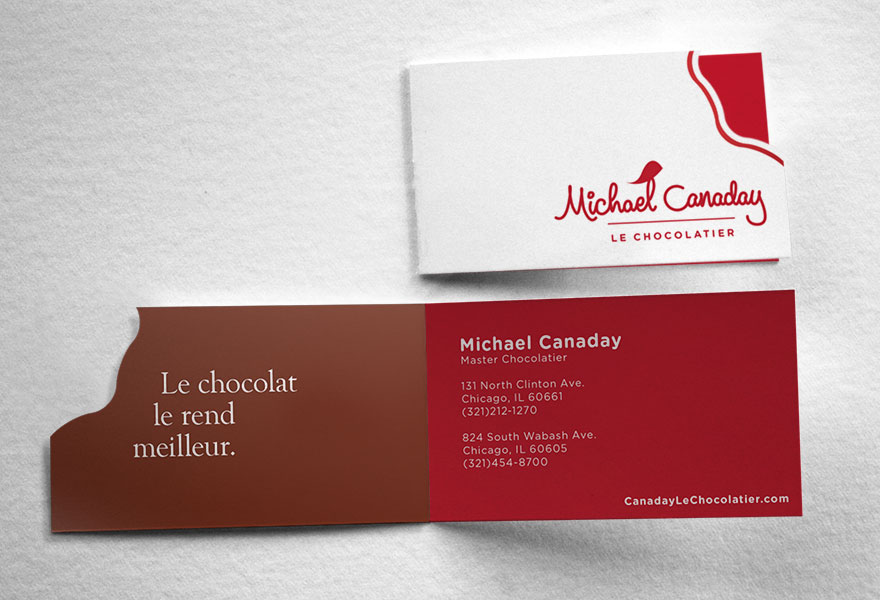 Michael Canaday
LE CHOCOLATIER
Le chocolat
le rend
meilleur.
Michael Canaday
Master Chocolatier
131 North Clinton Ave.
Chicago, IL 60661
(321)212-1270
824 South Wabash Ave.
Chicago, IL 60605
(321)454-8700
CanadayLeChocolatier.com